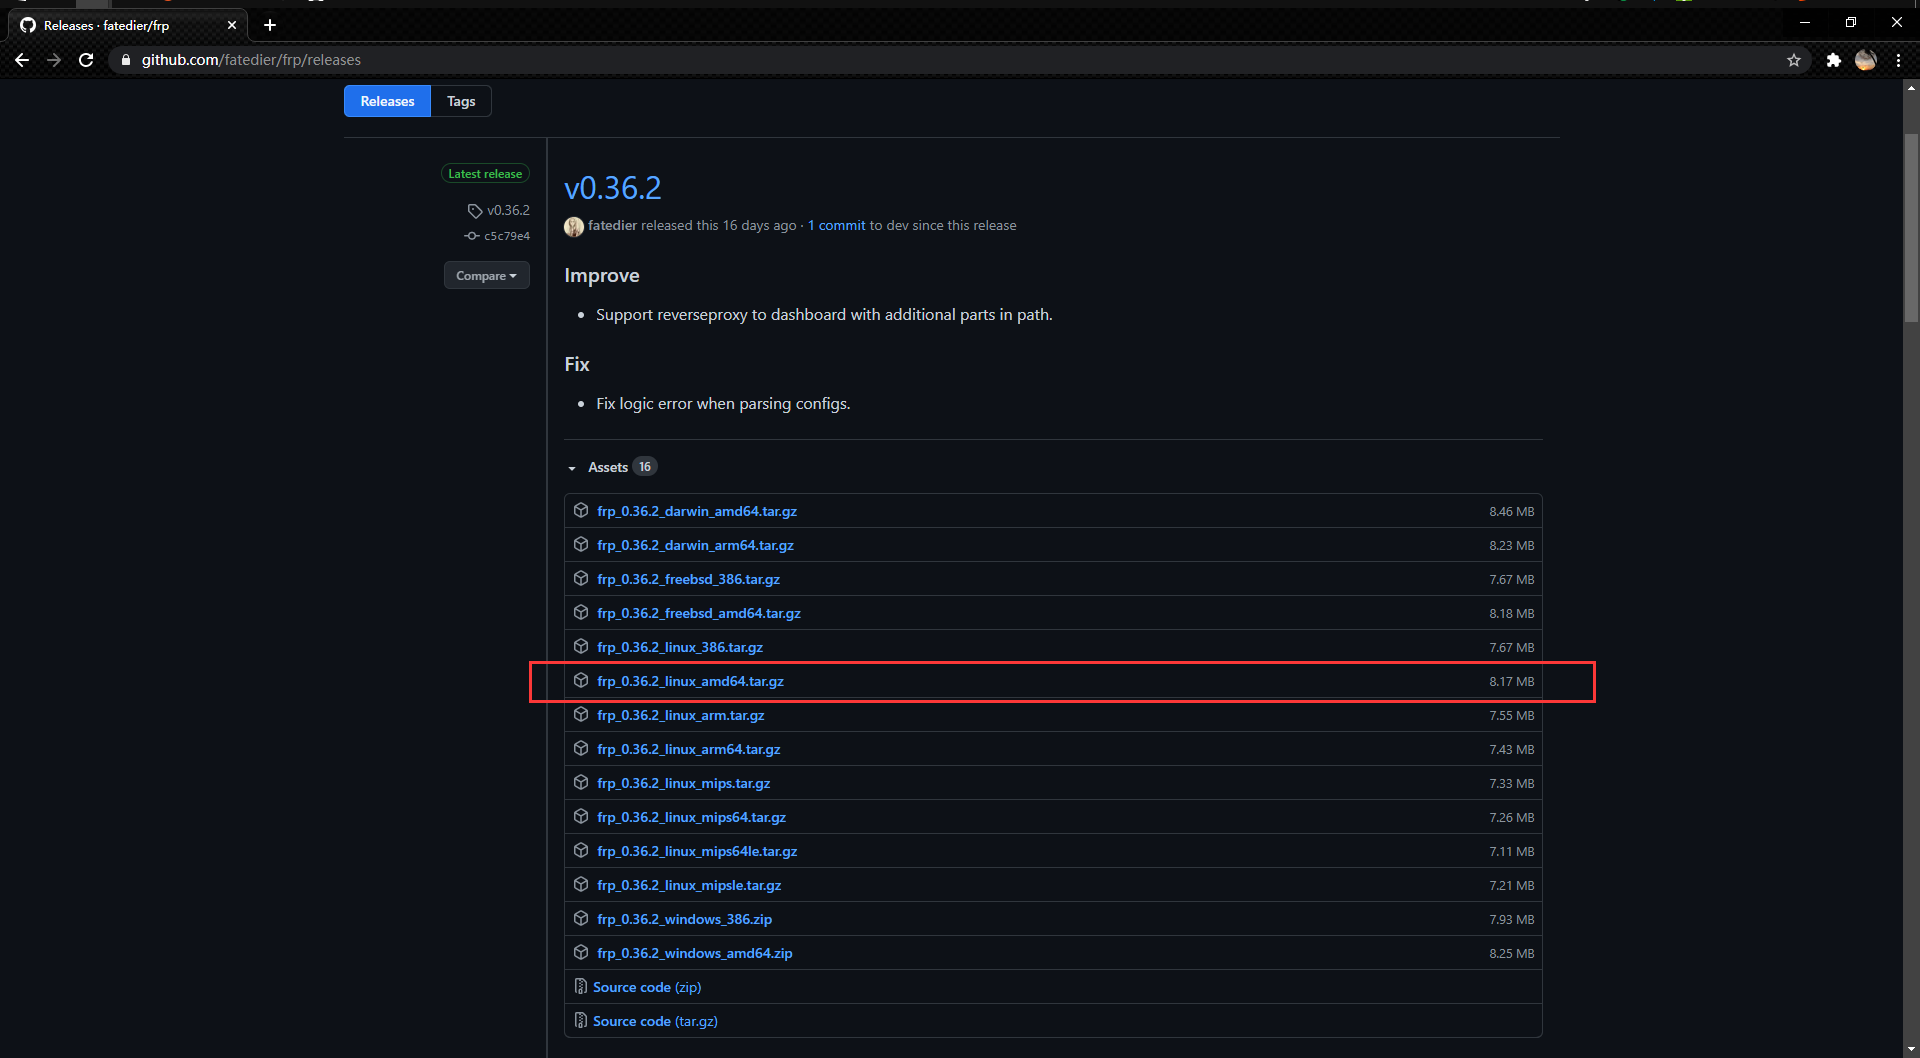 Releases · fatedier/frp
github.com/fatedier/frp/releases
Releases Tags
Latest release
v0.36.2
c5c79e4
Compare
v0.36.2
fatedier released this 16 days ago · 1 commit to dev since this release
Improve
• Support reverseproxy to dashboard with additional parts in path.
Fix
• Fix logic error when parsing configs.
Assets 16
frp_0.36.2_darwin_amd64.tar.gz 8.46 MB
frp_0.36.2_darwin_arm64.tar.gz 8.23 MB
frp_0.36.2_freebsd_386.tar.gz 7.67 MB
frp_0.36.2_freebsd_amd64.tar.gz 8.18 MB
frp_0.36.2_linux_386.tar.gz 7.67 MB
frp_0.36.2_linux_amd64.tar.gz 8.17 MB
frp_0.36.2_linux_arm.tar.gz 7.55 MB
frp_0.36.2_linux_arm64.tar.gz 7.43 MB
frp_0.36.2_linux_mips.tar.gz 7.33 MB
frp_0.36.2_linux_mips64.tar.gz 7.26 MB
frp_0.36.2_linux_mips64le.tar.gz 7.11 MB
frp_0.36.2_linux_mipsle.tar.gz 7.21 MB
frp_0.36.2_windows_386.zip 7.93 MB
frp_0.36.2_windows_amd64.zip 8.25 MB
Source code (zip)
Source code (tar.gz)